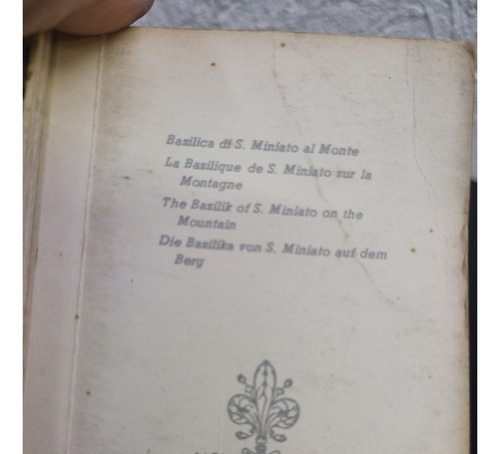 Basilica di S. Miniato al Monte
La Basilique de S. Miniato sur la
Montagne
The Basilik of S. Miniato on the
Mountain
Die Basilika von S. Miniato auf dem
Berg